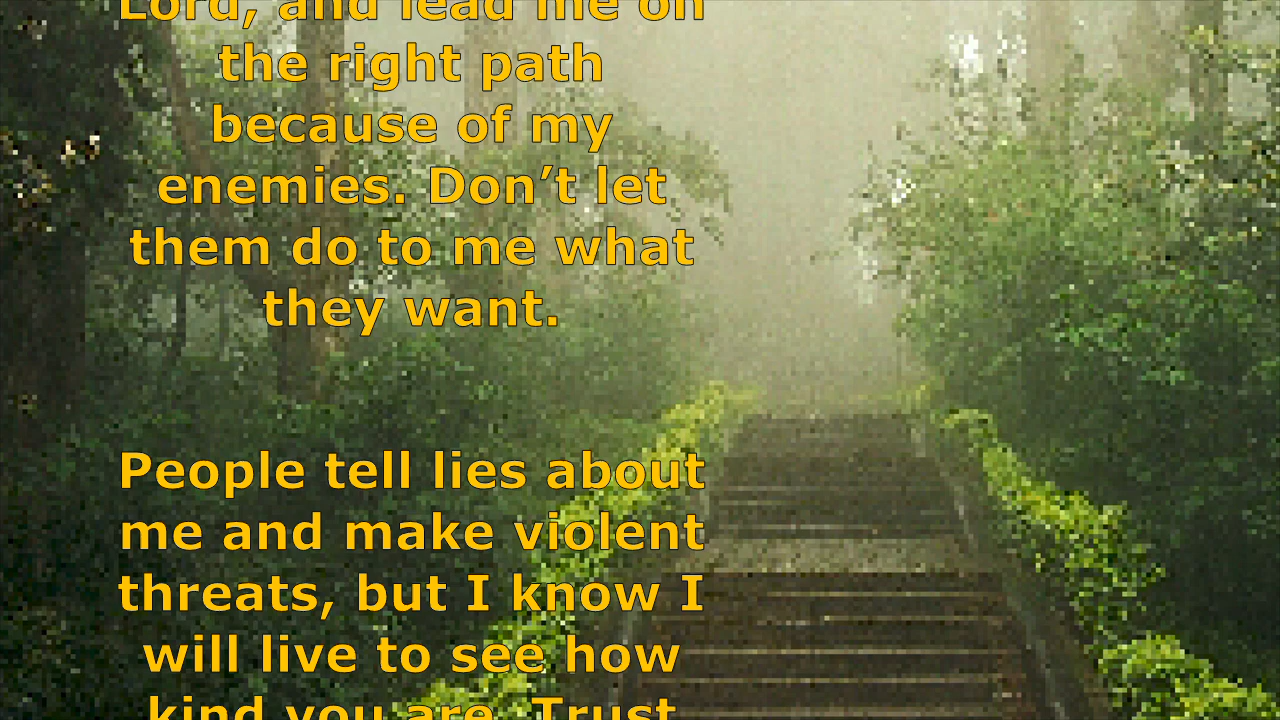 Lord, and lead me on
the right path
because of my
enemies. Don’t let
them do to me what
they want.
People tell lies about
me and make violent
threats, but I know I
will live to see how
kind you are. Trust